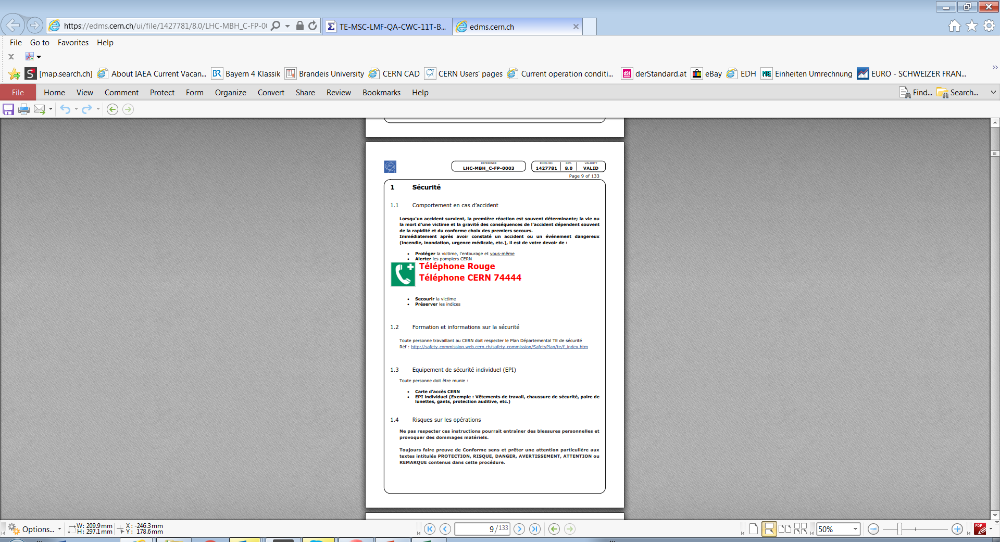 https://edms.cern.ch/ui/file/1427781/8.0/LHC-MBH_C-FP-0
TE-MSC-LMF-QA-CWC-11T-B...
edms.cern.ch
File Go to Favorites Help
[map.search.ch] About IAEA Current Vacan... BR Bayern 4 Klassik Brandeis University CERN CAD CERN Users' pages Current operation conditi... dSt derStandard.at eBay EDH ME Einheiten Umrechnung EURO - SCHWEIZER FRAN...
File Home View Comment Protect Form Organize Convert Share Review Bookmarks Help Find... Search...
REFERENCE
LHC-MBH_C-FP-0003
EDMS NO. REV. VALIDITY
1427781 8.0 VALID
Page 9 of 133
1 Sécurité
1.1 Comportement en cas d'accident
Lorsqu'un accident survient, la première réaction est souvent déterminante; la vie ou
la mort d'une victime et la gravité des conséquences de l'accident dépendent souvent
de la rapidité et du conforme choix des premiers secours.
Immédiatement après avoir constaté un accident ou un événement dangereux
(incendie, inondation, urgence médicale, etc.), il est de votre devoir de :
• Protéger la victime, l'entourage et vous-même
• Alerter les pompiers CERN
Téléphone Rouge
Téléphone CERN 74444
• Secourir la victime
• Préserver les indices
1.2 Formation et informations sur la sécurité
Toute personne travaillant au CERN doit respecter le Plan Départemental TE de sécurité
Réf : http://safety-commission.web.cern.ch/safety-commission/SafetyPlan/te/f_index.htm
1.3 Equipement de sécurité individuel (EPI)
Toute personne doit être munie :
• Carte d'accès CERN
• EPI individuel (Exemple : Vêtements de travail, chaussure de sécurité, paire de
lunettes, gants, protection auditive, etc.)
1.4 Risques sur les opérations
Ne pas respecter ces instructions pourrait entraîner des blessures personnelles et
provoquer des dommages matériels.
Toujours faire preuve de Conforme sens et prêter une attention particulière aux
textes intitulés PROTECTION, RISQUE, DANGER, AVERTISSEMENT, ATTENTION ou
REMARQUE contenus dans cette procédure.
Options... W: 209.9 mm X: -246.3 mm
H: 297.1 mm Y: 178.6 mm
9/133
50%
PDF